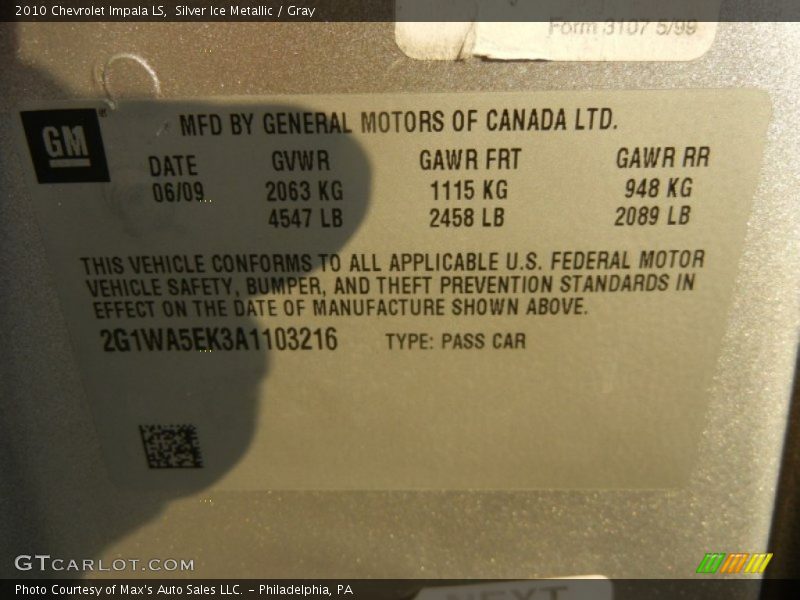 2010 Chevrolet Impala LS, Silver Ice Metallic / Gray
Form 3107 5/99
GM
MFD BY GENERAL MOTORS OF CANADA LTD.
DATE GVWR GAWR FRT GAWR RR
06/09 2063 KG 1115 KG 948 KG
4547 LB 2458 LB 2089 LB
THIS VEHICLE CONFORMS TO ALL APPLICABLE U.S. FEDERAL MOTOR
VEHICLE SAFETY, BUMPER, AND THEFT PREVENTION STANDARDS IN
EFFECT ON THE DATE OF MANUFACTURE SHOWN ABOVE.
2G1WA5EK3A1103216 TYPE: PASS CAR
GTCARLOT.COM
NEXT
Photo Courtesy of Max's Auto Sales LLC. - Philadelphia, PA